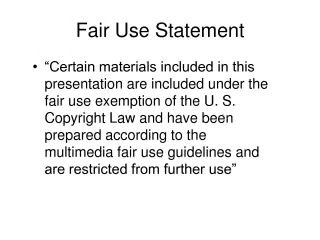 Fair Use Statement
• “Certain materials included in this
presentation are included under the
fair use exemption of the U. S.
Copyright Law and have been
prepared according to the
multimedia fair use guidelines and
are restricted from further use”